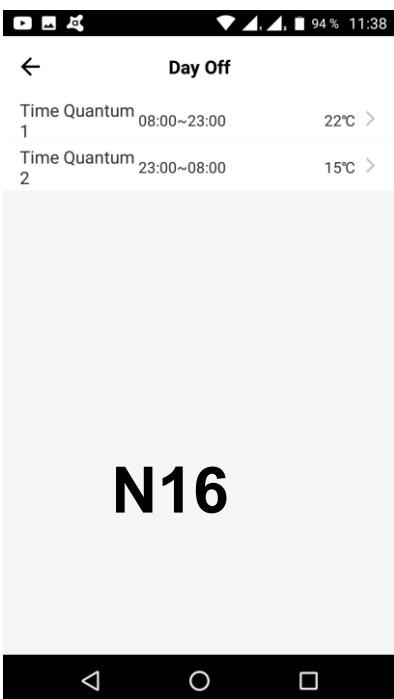 94 % 11:38
Day Off
Time Quantum
1
08:00~23:00
22℃
Time Quantum
2
23:00~08:00
15℃
N16